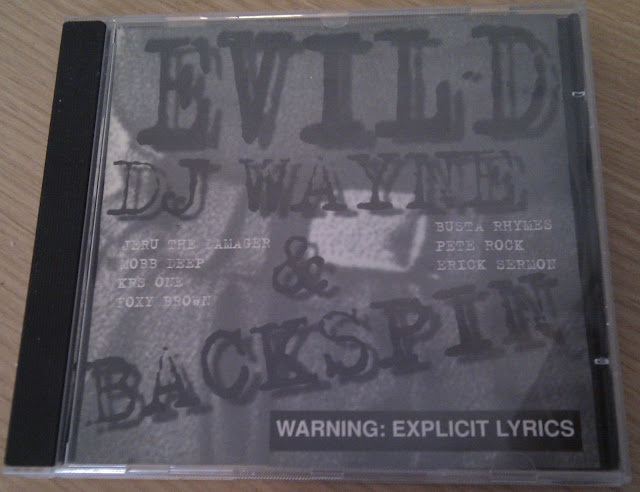 EVIL-D
DJ WAYNE
JERU THE DAMAGER
MOBB DEEP
KRS ONE
FOXY BROWN
&
BUSTA RHYMES
PETE ROCK
ERICK SERMON
BACKSPIN
WARNING: EXPLICIT LYRICS